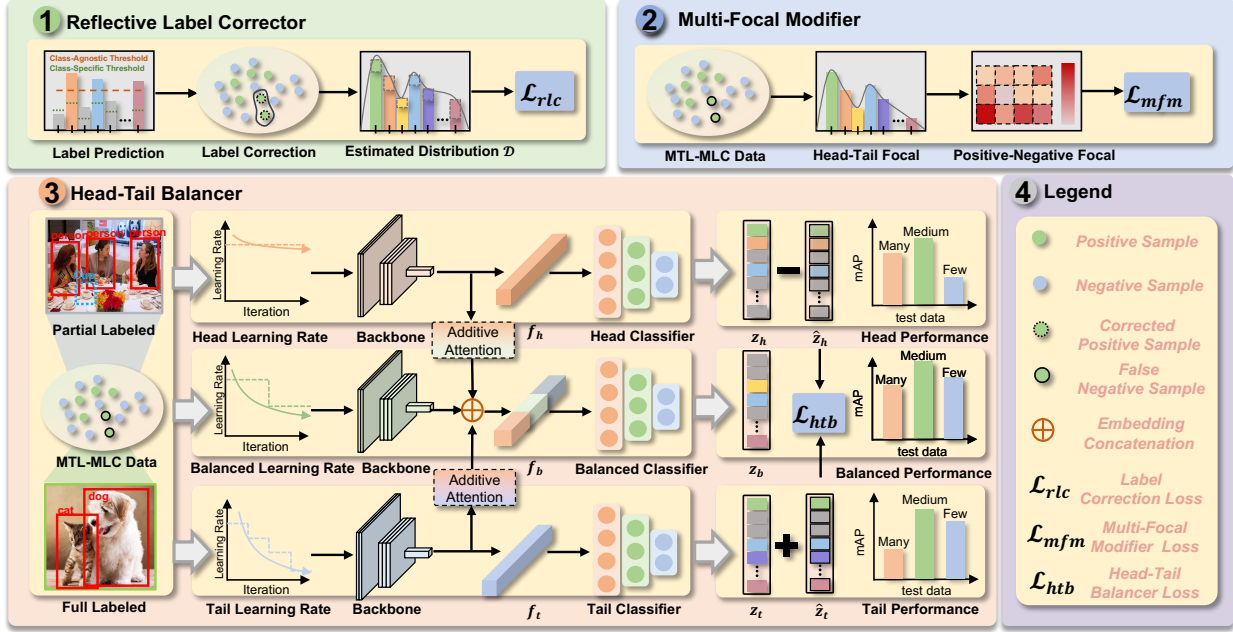 1 Reflective Label Corrector
Class-Agnostic Threshold
Class-Specific Threshold
Label Prediction
Label Correction
Estimated Distribution 𝒟
ℒrlc
2 Multi-Focal Modifier
MTL-MLC Data
Head-Tail Focal
Positive-Negative Focal
ℒmfm
3 Head-Tail Balancer
person
person
person
Cup
Partial Labeled
MTL-MLC Data
cat
dog
Full Labeled
Learning Rate
Iteration
Head Learning Rate
Backbone
Additive
Attention
fh
Head Classifier
zh
ẑh
mAP
Many
Medium
Few
test data
Head Performance
Learning Rate
Iteration
Balanced Learning Rate
Backbone
fb
Balanced Classifier
zb
ℒhtb
mAP
Many
Medium
Few
test data
Balanced Performance
Additive
Attention
Learning Rate
Iteration
Tail Learning Rate
Backbone
ft
Tail Classifier
zt
ẑt
mAP
Many
Medium
Few
test data
Tail Performance
4 Legend
Positive Sample
Negative Sample
Corrected
Positive Sample
False
Negative Sample
Embedding
Concatenation
ℒrlc
Label
Correction Loss
ℒmfm
Multi-Focal
Modifier Loss
ℒhtb
Head-Tail
Balancer Loss